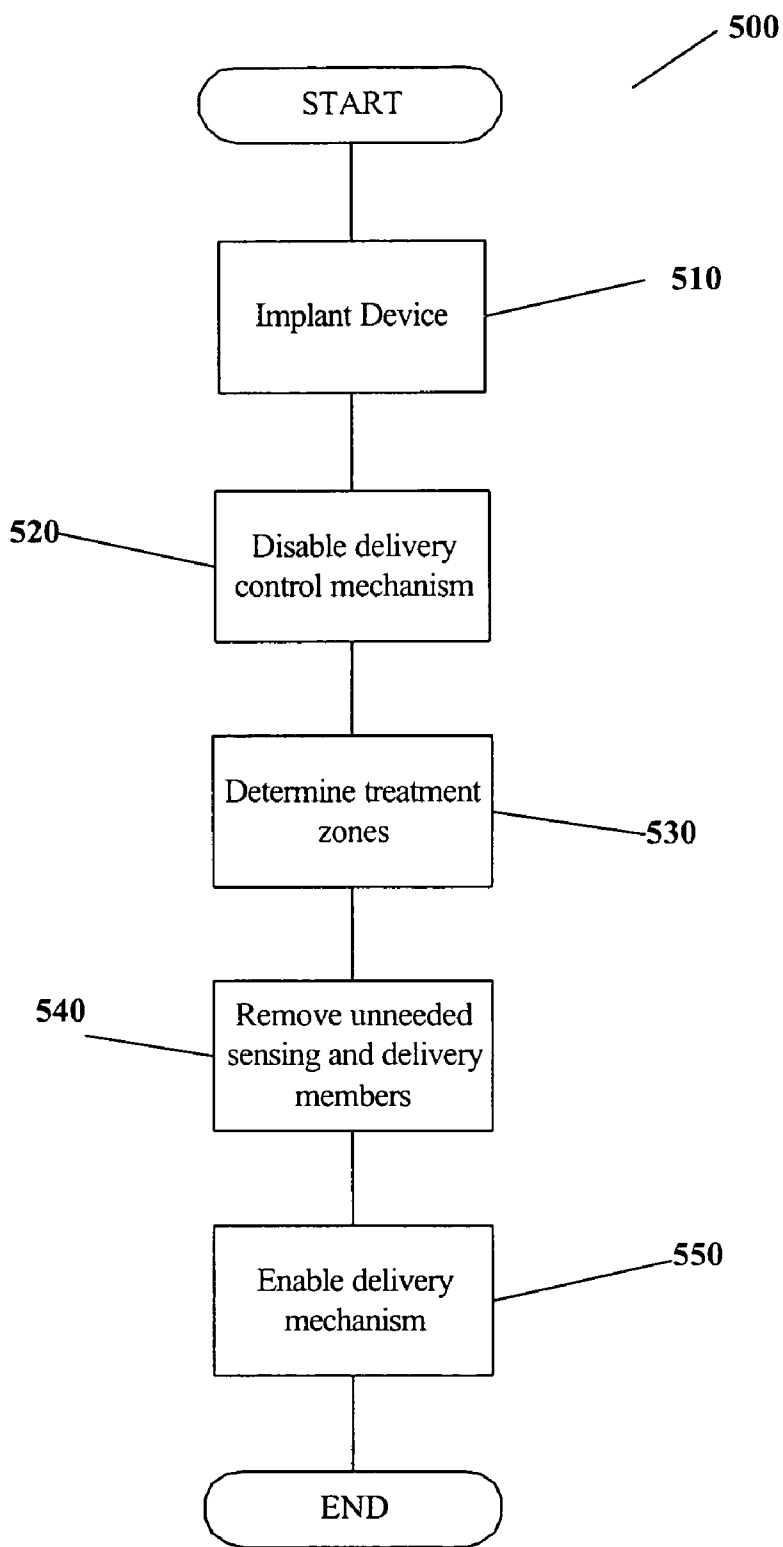 500
START
510
Implant Device
520
Disable delivery
control mechanism
Determine treatment
zones
530
540
Remove unneeded
sensing and delivery
members
550
Enable delivery
mechanism
END